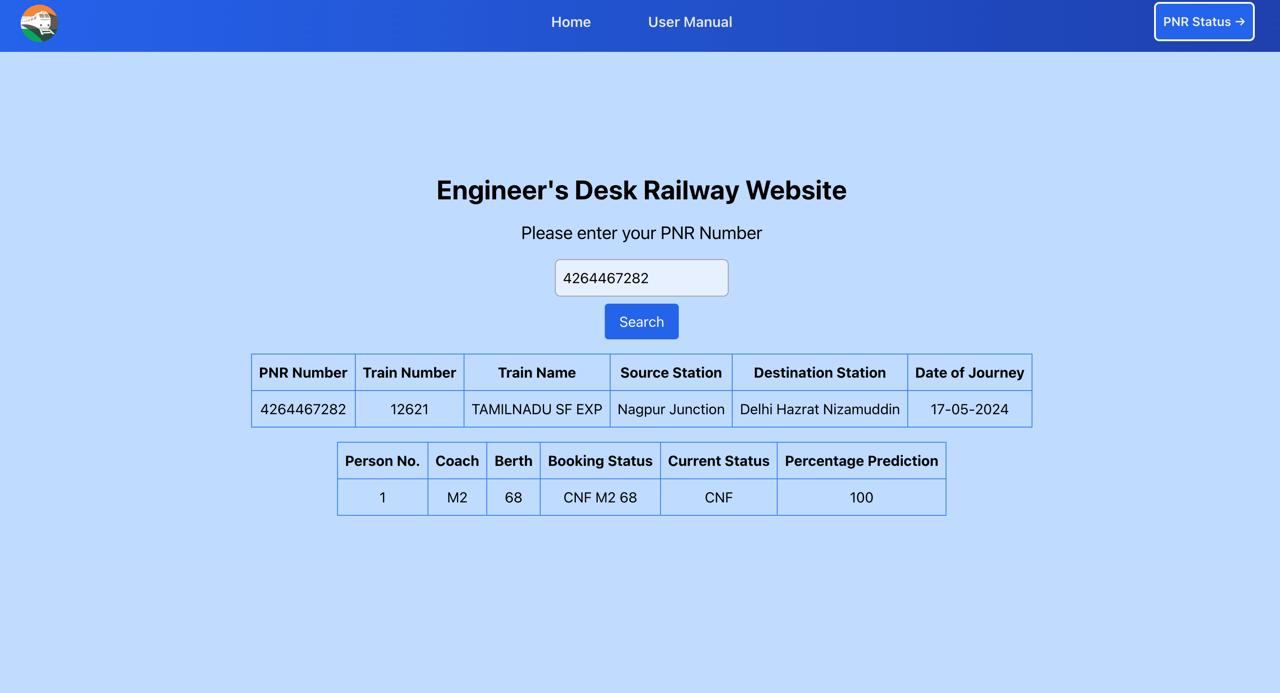 Home User Manual PNR Status →
Engineer's Desk Railway Website
Please enter your PNR Number
4264467282
Search
PNR Number Train Number Train Name Source Station Destination Station Date of Journey
4264467282 12621 TAMILNADU SF EXP Nagpur Junction Delhi Hazrat Nizamuddin 17-05-2024
Person No. Coach Berth Booking Status Current Status Percentage Prediction
1 M2 68 CNF M2 68 CNF 100